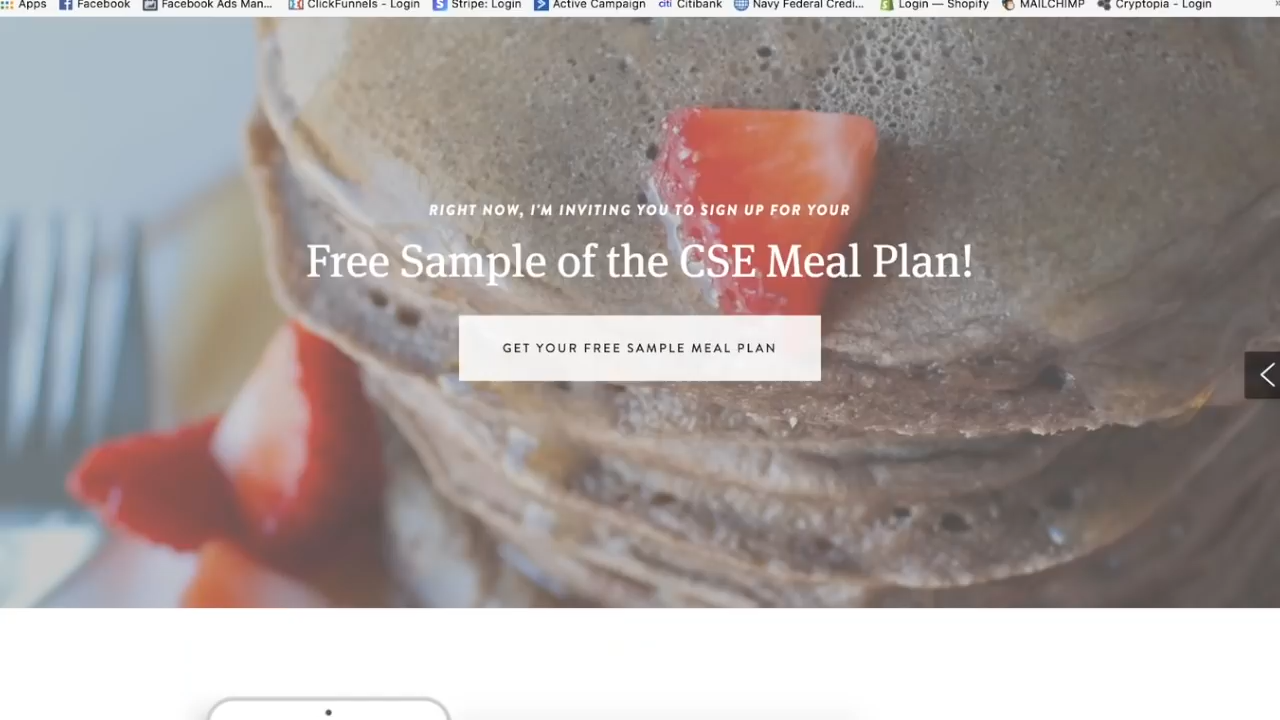 Apps Facebook Facebook Ads Man... ClickFunnels - Login Stripe: Login Active Campaign citi Citibank Navy Federal Credi... Login — Shopify MAILCHIMP Cryptopia - Login »
RIGHT NOW, I'M INVITING YOU TO SIGN UP FOR YOUR
Free Sample of the CSE Meal Plan!
GET YOUR FREE SAMPLE MEAL PLAN